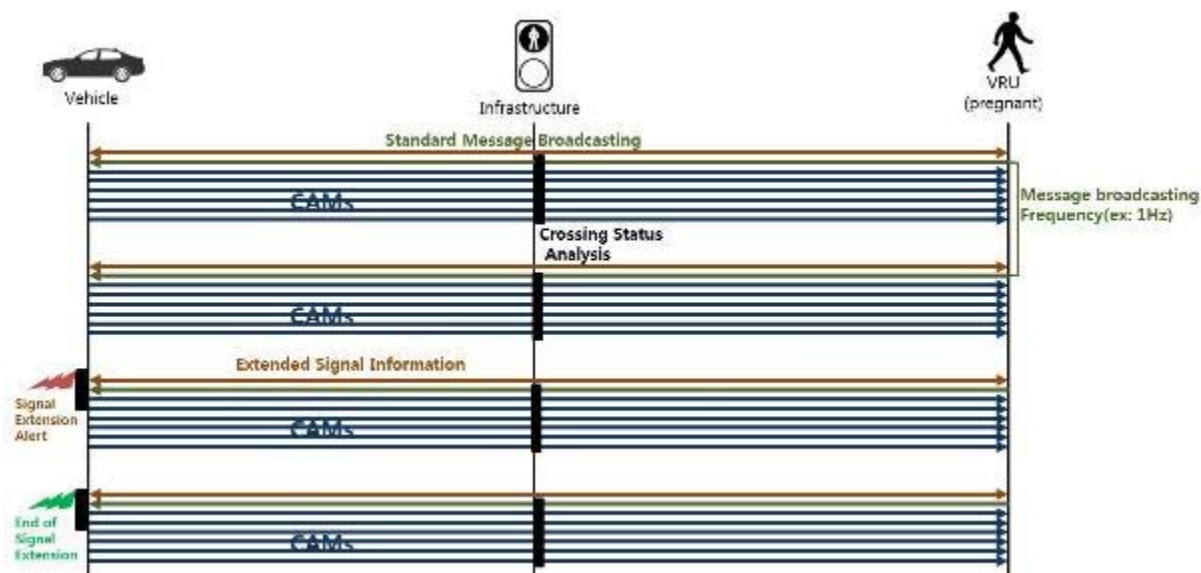 Vehicle
Infrastructure
VRU
(pregnant)
Standard Message Broadcasting
CAMs
Message broadcasting
Frequency(ex: 1Hz)
Crossing Status
Analysis
CAMs
Extended Signal Information
Signal
Extension
Alert
CAMs
End of
Signal
Extension
CAMs